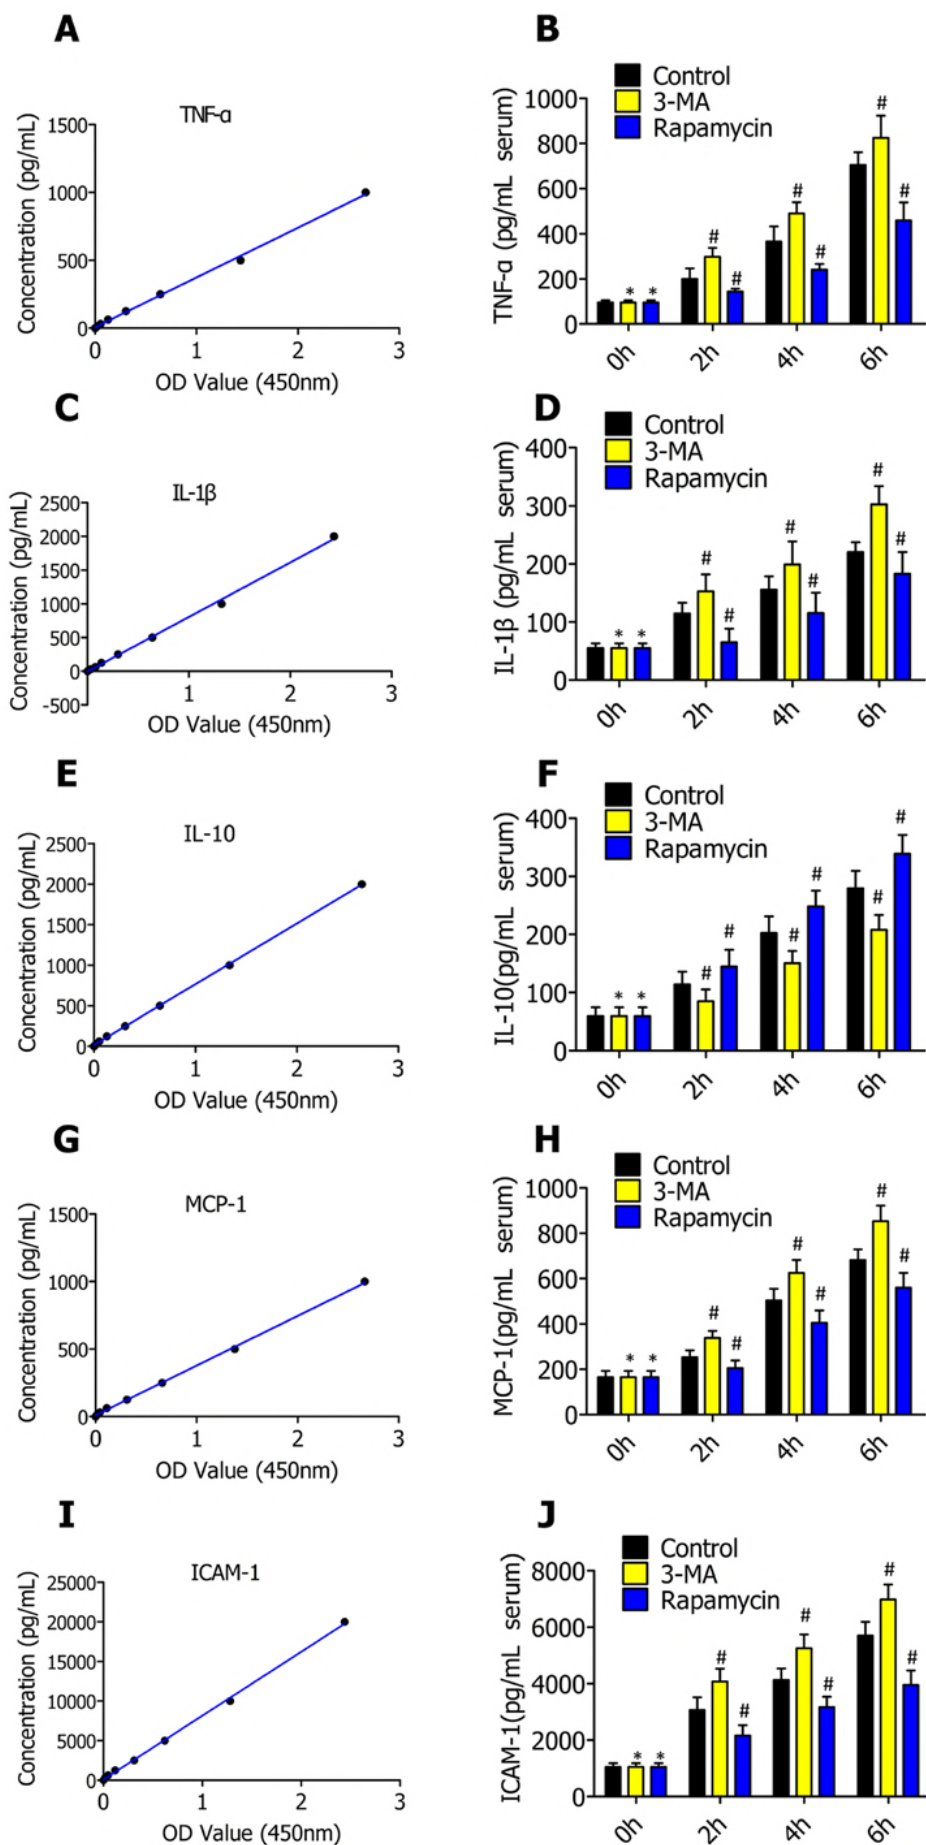 A
TNF-α
Concentration (pg/mL)
1500
1000
500
0
0 1 2 3
OD Value (450nm)
B
Control
3-MA
Rapamycin
TNF-α (pg/mL serum)
1000
800
600
400
200
0
* * # # # # # #
0h 2h 4h 6h
C
IL-1β
Concentration (pg/mL)
2500
2000
1500
1000
500
0
-500
1 2 3
OD Value (450nm)
D
Control
3-MA
Rapamycin
IL-1β (pg/mL serum)
400
300
200
100
0
* * # # # # # #
0h 2h 4h 6h
E
IL-10
Concentration (pg/mL)
2500
2000
1500
1000
500
0
0 1 2 3
OD Value (450nm)
F
Control
3-MA
Rapamycin
IL-10(pg/mL serum)
400
300
200
100
0
* * # # # # # #
0h 2h 4h 6h
G
MCP-1
Concentration (pg/mL)
1500
1000
500
0
0 1 2 3
OD Value (450nm)
H
Control
3-MA
Rapamycin
MCP-1(pg/mL serum)
1000
800
600
400
200
0
* * # # # # # #
0h 2h 4h 6h
I
ICAM-1
Concentration (pg/mL)
25000
20000
15000
10000
5000
0
0 1 2 3
OD Value (450nm)
J
Control
3-MA
Rapamycin
ICAM-1(pg/mL serum)
8000
6000
4000
2000
0
* * # # # # # #
0h 2h 4h 6h